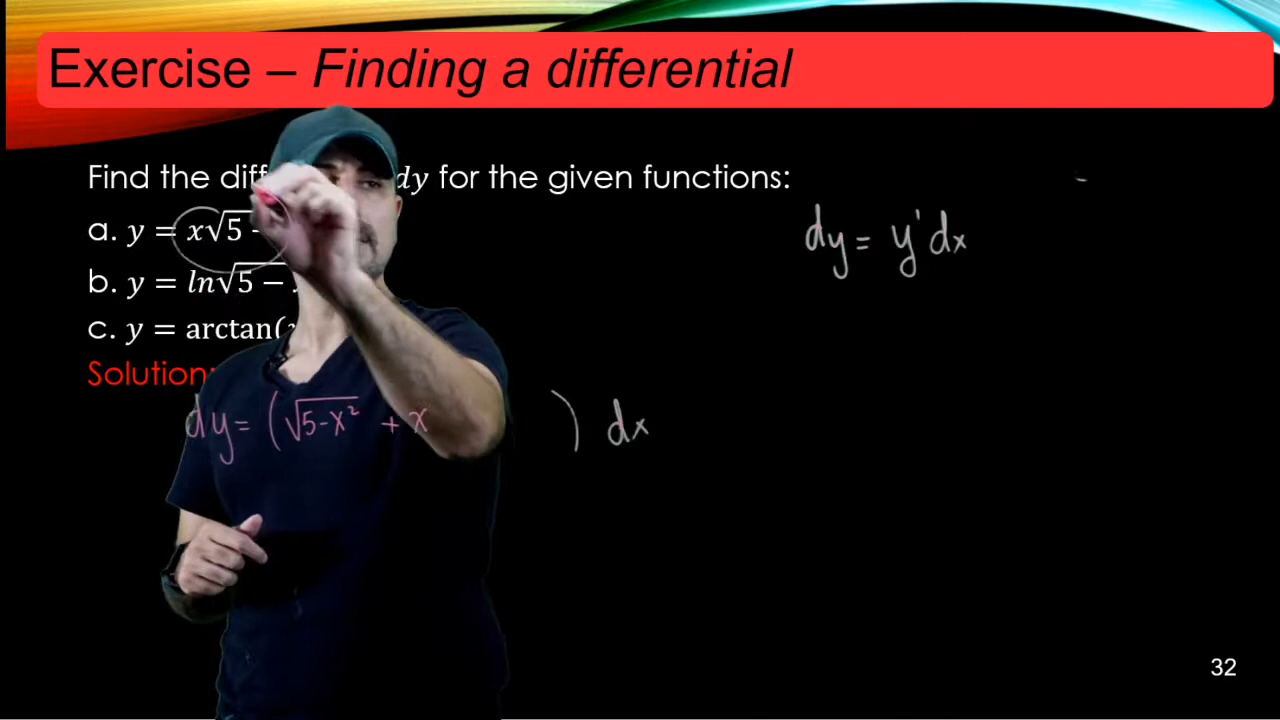 Exercise – Finding a differential
Find the dy for the given functions:
a. y = x√5 -
b. y = ln√5 −
c. y = arctan(
Solution:
dy = y' dx
dy = (√5-x² + x ) dx
32